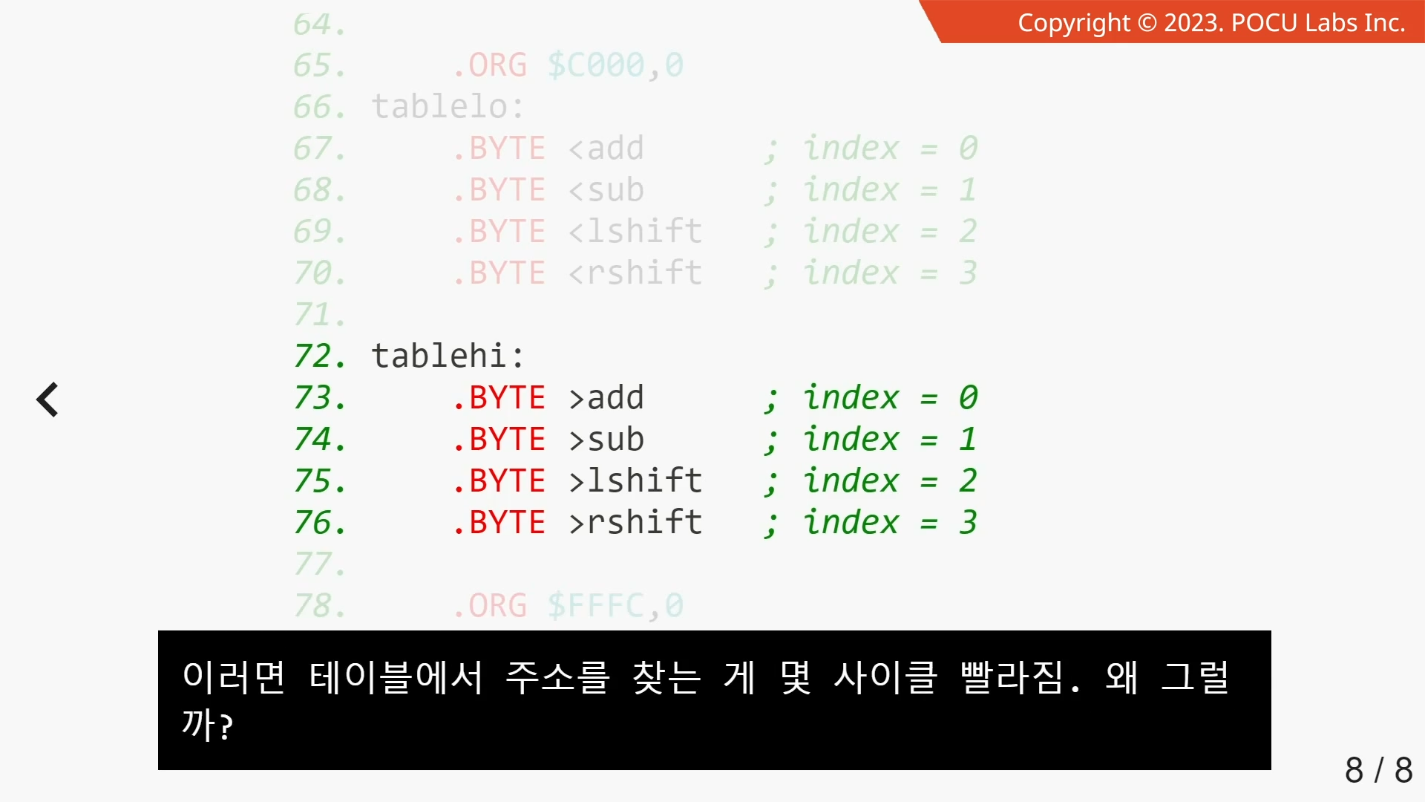 Copyright © 2023. POCU Labs Inc.
64.
65. .ORG $C000,0
66. tablelo:
67. .BYTE <add ; index = 0
68. .BYTE <sub ; index = 1
69. .BYTE <lshift ; index = 2
70. .BYTE <rshift ; index = 3
71.
72. tablehi:
73. .BYTE >add ; index = 0
74. .BYTE >sub ; index = 1
75. .BYTE >lshift ; index = 2
76. .BYTE >rshift ; index = 3
77.
78. .ORG $FFFC,0
이러면 테이블에서 주소를 찾는 게 몇 사이클 빨라짐. 왜 그럴
까?
8 / 8